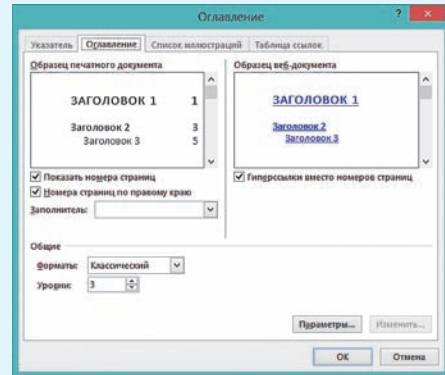 Оглавление ? x
Указатель Оглавление Список иллюстраций Таблица ссылок
Образец печатного документа
ЗАГОЛОВОК 1 1
Заголовок 2 3
Заголовок 3 5
Образец веб-документа
ЗАГОЛОВОК 1
Заголовок 2
Заголовок 3
Показать номера страниц
Номера страниц по правому краю
Гиперссылки вместо номеров страниц
Заполнитель:
Общие
Форматы: Классический
Уровни: 3
Параметры... Изменить...
ОК Отмена